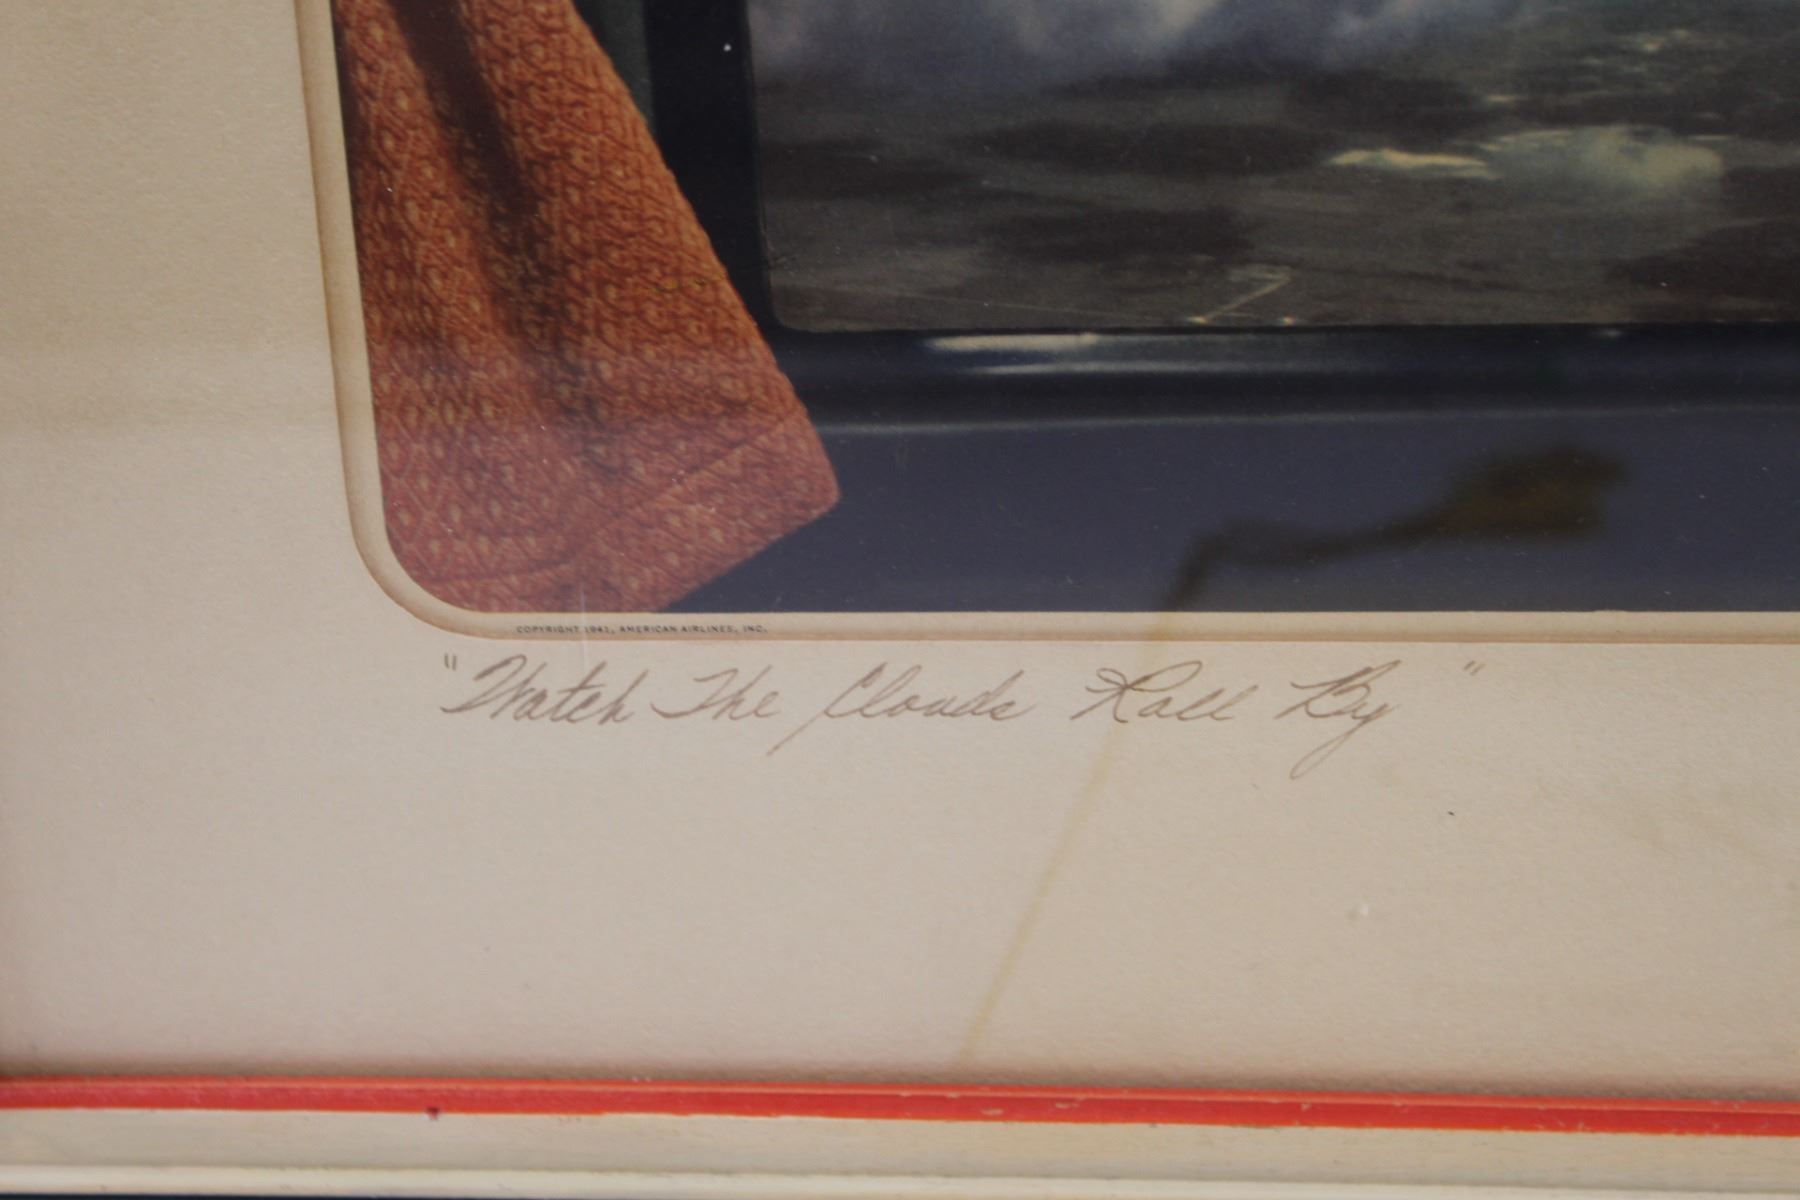 COPYRIGHT 1941, AMERICAN AIRLINES, INC.
"Watch The Clouds Roll By"